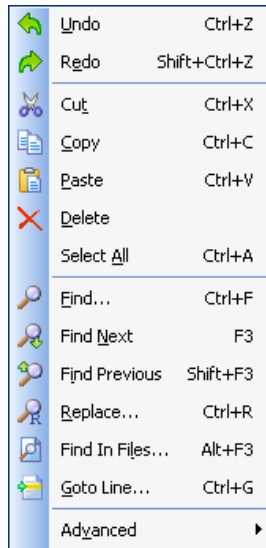 Undo Ctrl+Z
Redo Shift+Ctrl+Z
Cut Ctrl+X
Copy Ctrl+C
Paste Ctrl+V
Delete
Select All Ctrl+A
Find... Ctrl+F
Find Next F3
Find Previous Shift+F3
Replace... Ctrl+R
Find In Files... Alt+F3
Goto Line... Ctrl+G
Advanced